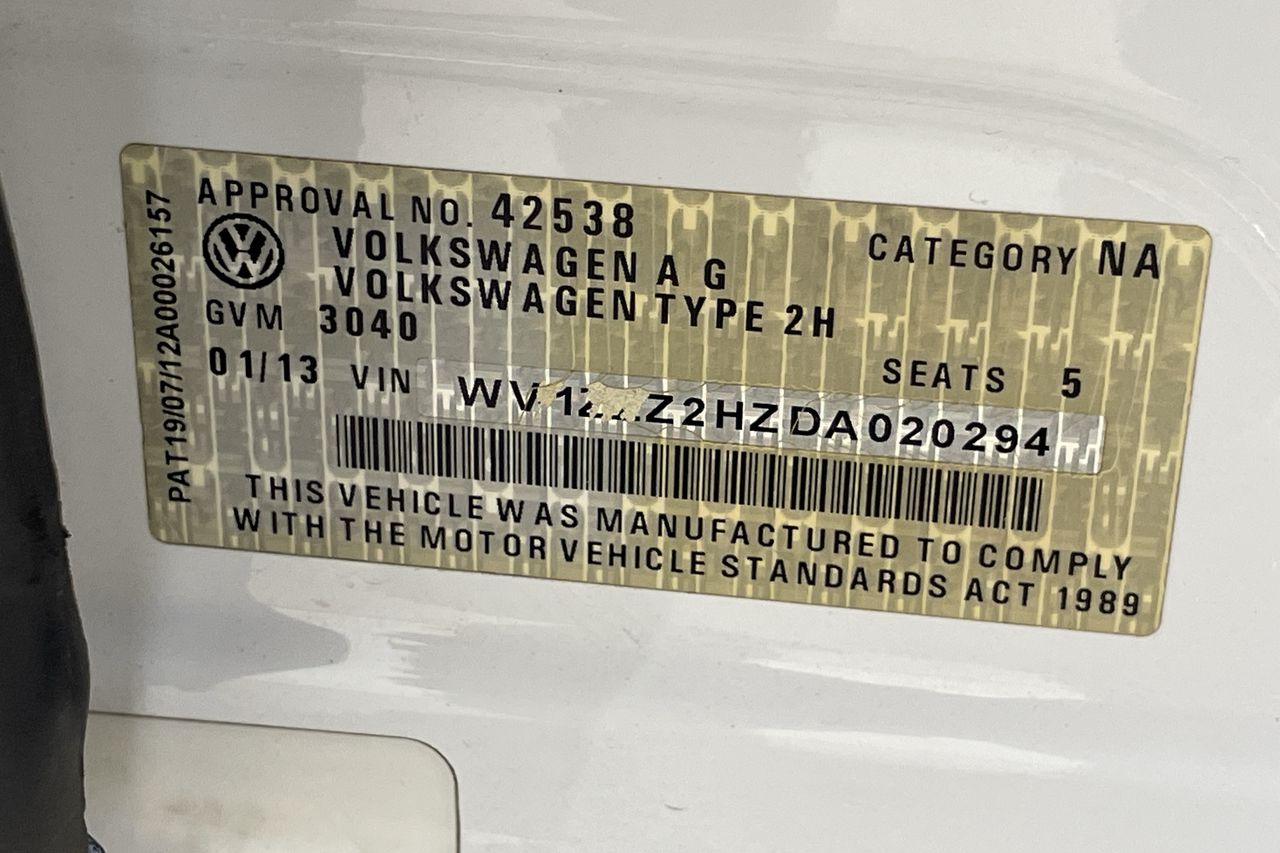 PAT19/07/12A00026157
APPROVAL NO. 42538
CATEGORY NA
VOLKSWAGEN A G
VOLKSWAGEN TYPE 2H
GVM 3040
SEATS 5
01/13 VIN
THIS VEHICLE WAS MANUFACTURED TO COMPLY
WITH THE MOTOR VEHICLE STANDARDS ACT 1989